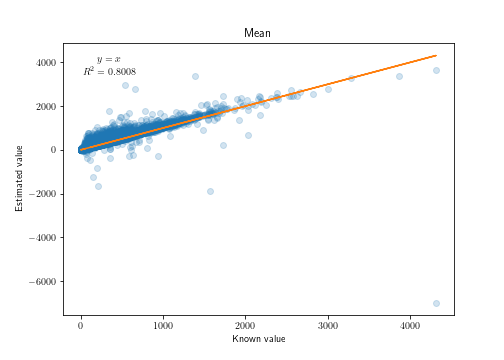 Mean
y = x
R² = 0.8008
4000
2000
0
−2000
−4000
−6000
Estimated value
0 1000 2000 3000 4000
Known value